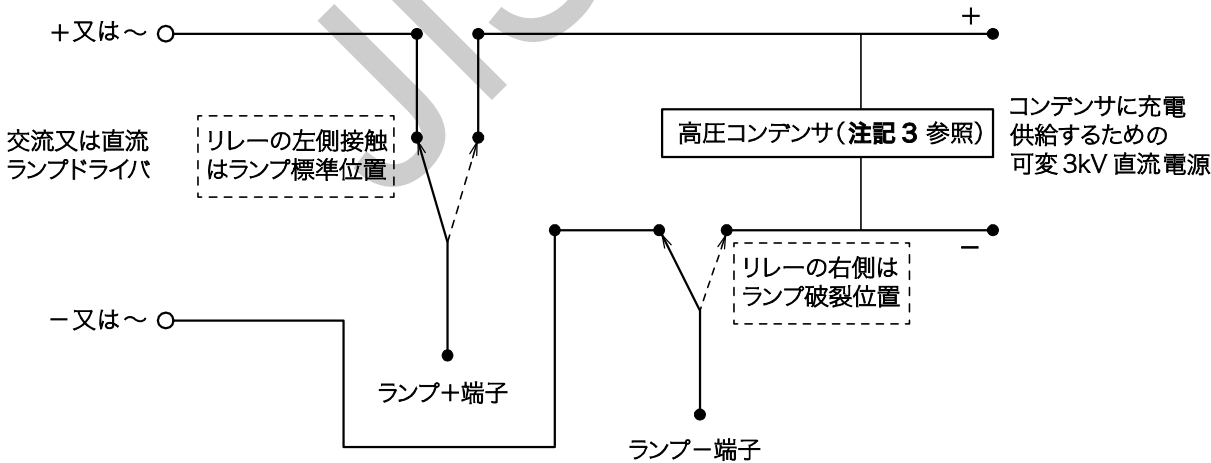 +又は〜
+
交流又は直流
ランプドライバ
リレーの左側接触
はランプ標準位置
高圧コンデンサ(注記 3 参照)
コンデンサに充電
供給するための
可変 3kV 直流電源
−
リレーの右側は
ランプ破裂位置
−又は〜
ランプ+端子
ランプ−端子
JIS